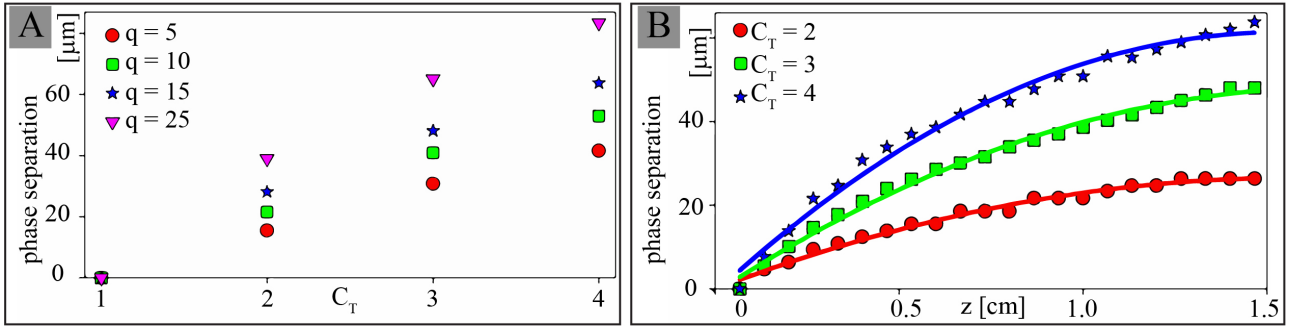 A
[μm]
phase separation
q = 5
q = 10
q = 15
q = 25
60
40
20
0
1 2 3 4
C_T
B
[μm]
phase separation
C_T = 2
C_T = 3
C_T = 4
40
20
0
0 0.5 1.0 1.5
z [cm]